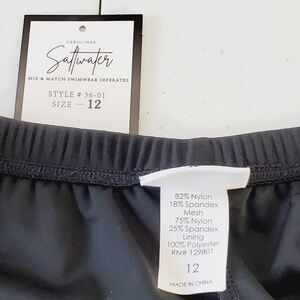 CAROLINAS
Saltwater
MIX & MATCH SWIMWEAR SEPERATES
STYLE # 36-01
SIZE - 12
82% Nylon
18% Spandex
Mesh
75% Nylon
25% Spandex
Lining
100% Polyester
RN# 129801
12
MADE IN CHINA